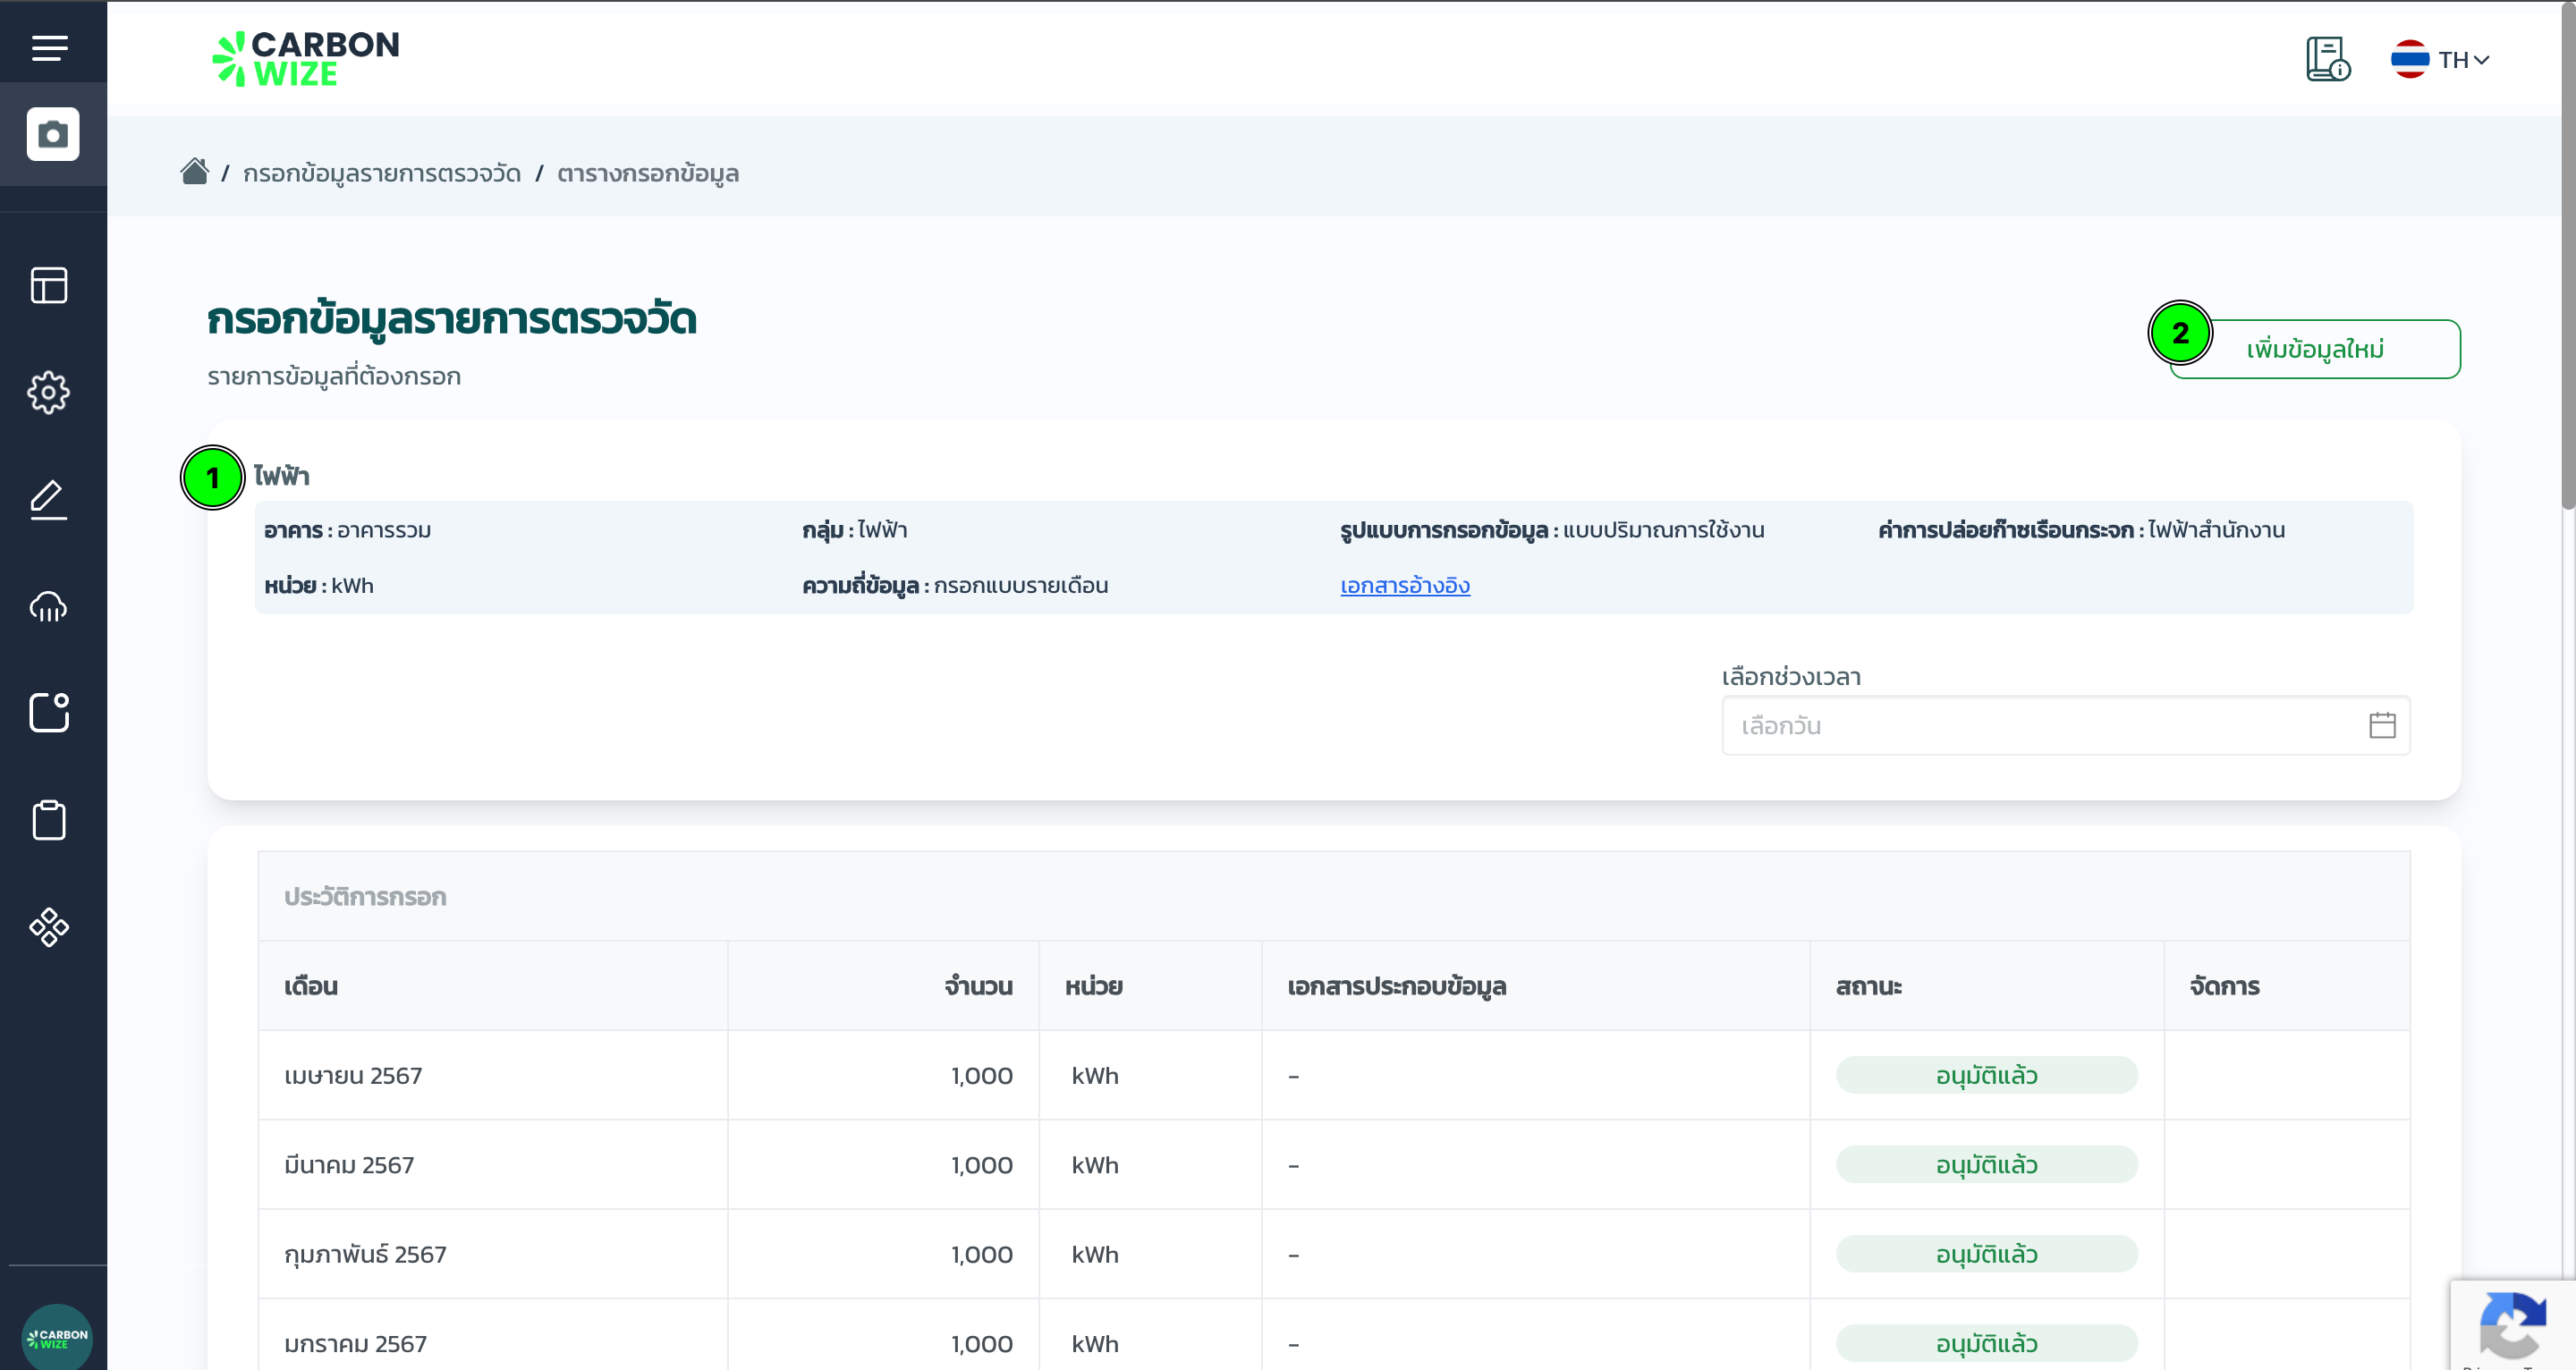 CARBON
WIZE
TH
/ กรอกข้อมูลรายการตรวจวัด / ตารางกรอกข้อมูล
กรอกข้อมูลรายการตรวจวัด
รายการข้อมูลที่ต้องกรอก
2
เพิ่มข้อมูลใหม่
1
ไฟฟ้า
อาคาร : อาคารรวม กลุ่ม : ไฟฟ้า รูปแบบการกรอกข้อมูล : แบบปริมาณการใช้งาน ค่าการปล่อยก๊าซเรือนกระจก : ไฟฟ้าสำนักงาน
หน่วย : kWh ความถี่ข้อมูล : กรอกแบบรายเดือน เอกสารอ้างอิง
เลือกช่วงเวลา
เลือกวัน
ประวัติการกรอก
เดือน จำนวน หน่วย เอกสารประกอบข้อมูล สถานะ จัดการ
เมษายน 2567 1,000 kWh - อนุมัติแล้ว
มีนาคม 2567 1,000 kWh - อนุมัติแล้ว
กุมภาพันธ์ 2567 1,000 kWh - อนุมัติแล้ว
มกราคม 2567 1,000 kWh - อนุมัติแล้ว
CARBON
WIZE